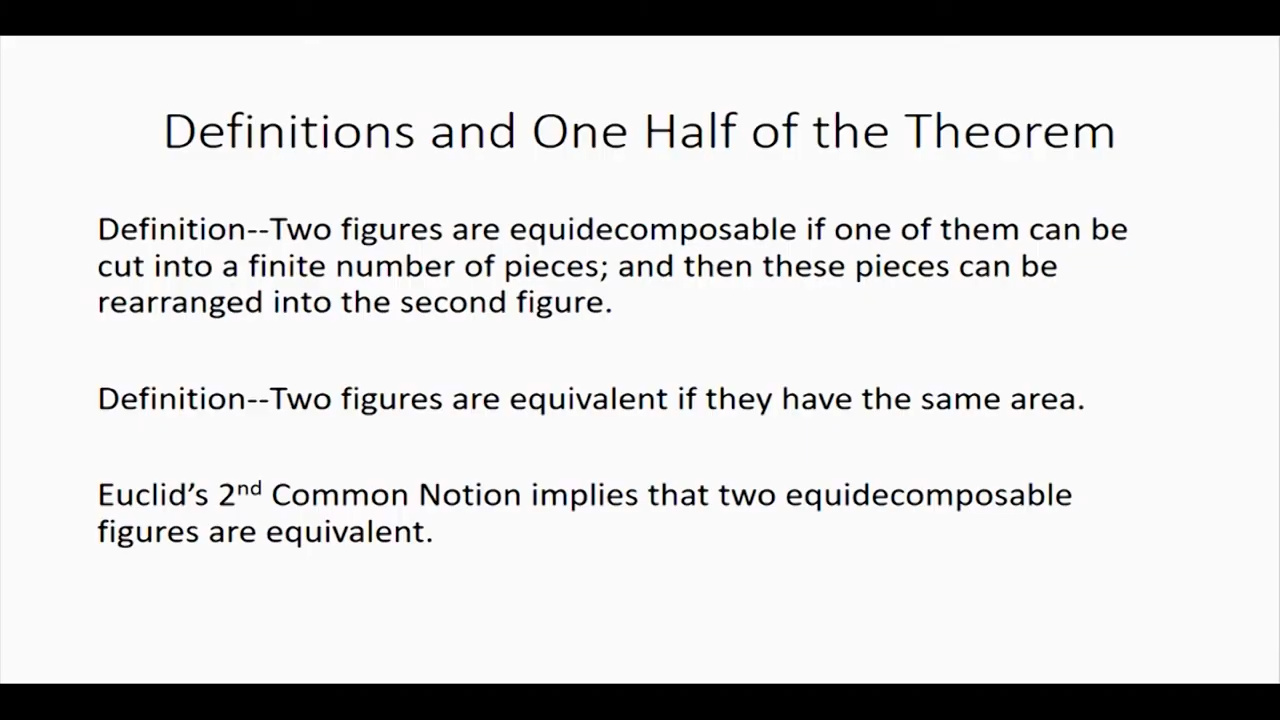 Definitions and One Half of the Theorem
Definition--Two figures are equidecomposable if one of them can be
cut into a finite number of pieces; and then these pieces can be
rearranged into the second figure.
Definition--Two figures are equivalent if they have the same area.
Euclid’s 2nd Common Notion implies that two equidecomposable
figures are equivalent.